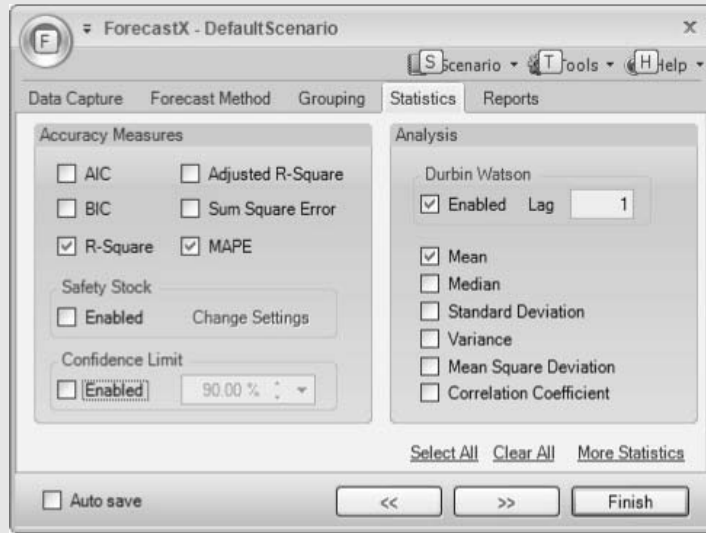 F
ForecastX - DefaultScenario
x
S Scenario T Tools H Help
Data Capture Forecast Method Grouping Statistics Reports
Accuracy Measures
AIC Adjusted R-Square
BIC Sum Square Error
R-Square MAPE
Safety Stock
Enabled Change Settings
Confidence Limit
Enabled 90.00 %
Analysis
Durbin Watson
Enabled Lag 1
Mean
Median
Standard Deviation
Variance
Mean Square Deviation
Correlation Coefficient
Select All Clear All More Statistics
Auto save << >> Finish